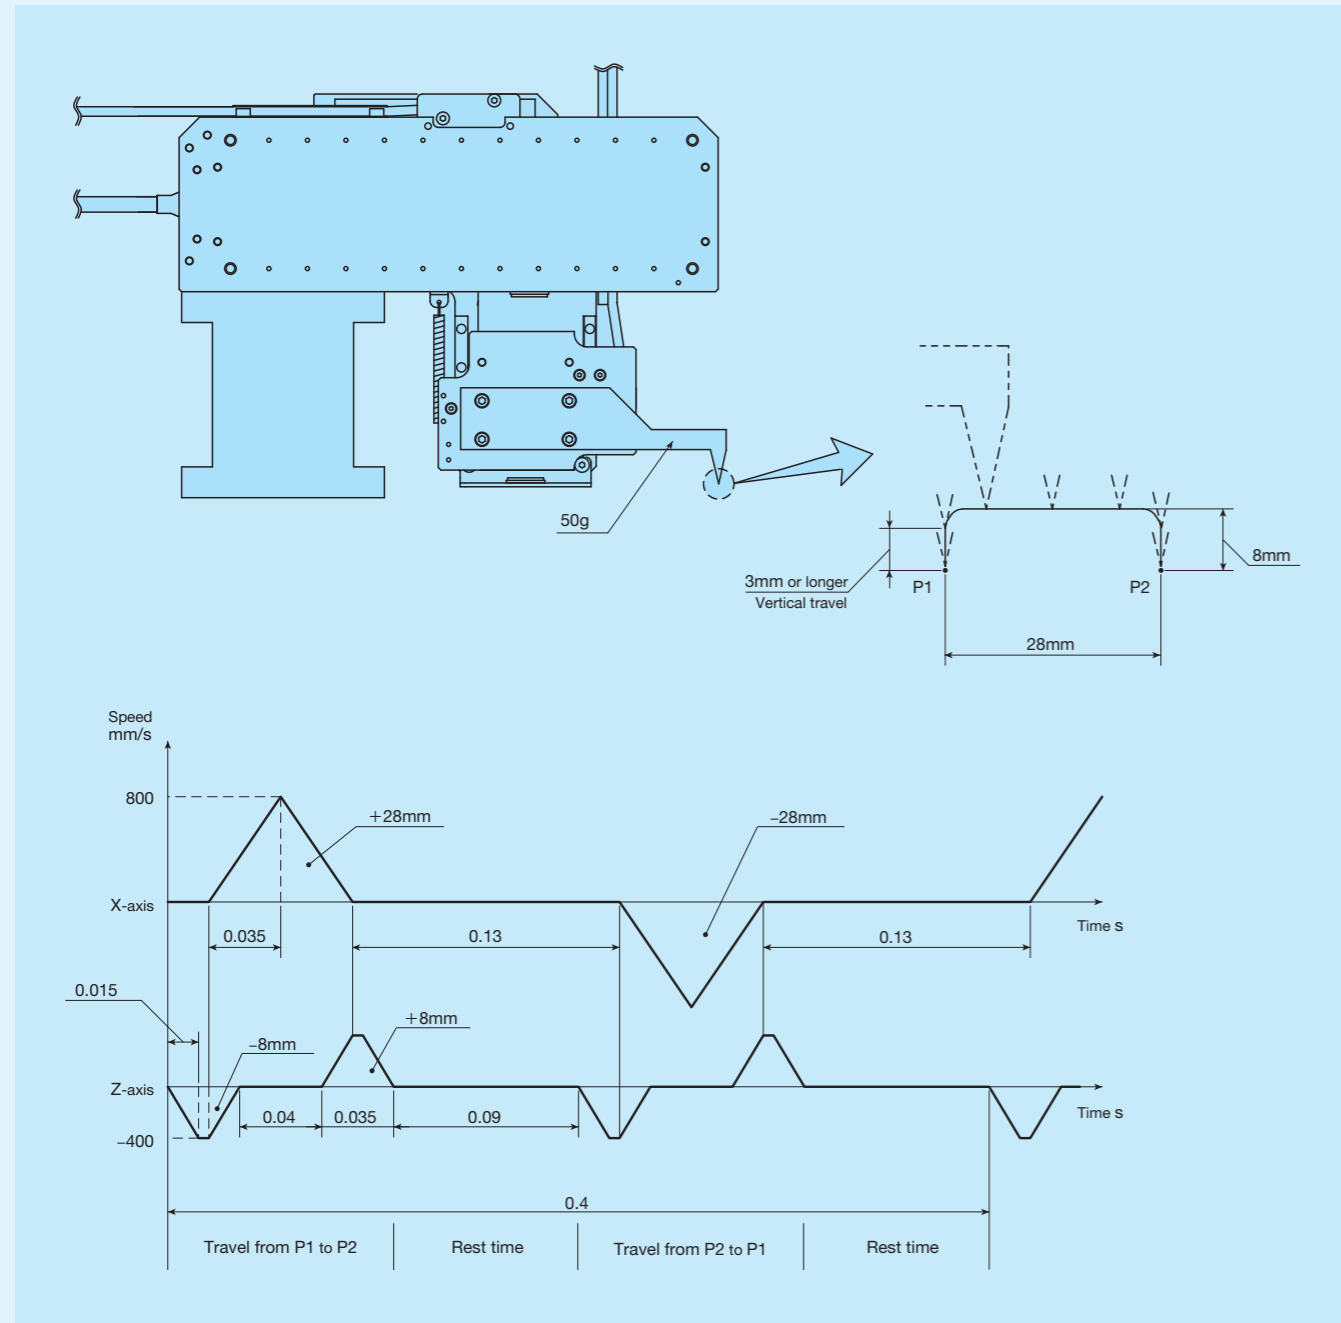 50g
3mm or longer
Vertical travel
P1
P2
8mm
28mm
Speed
mm/s
800
+28mm
−28mm
X-axis
Time s
0.035
0.13
0.13
0.015
−8mm
+8mm
Z-axis
Time s
0.04
0.035
0.09
−400
0.4
Travel from P1 to P2
Rest time
Travel from P2 to P1
Rest time